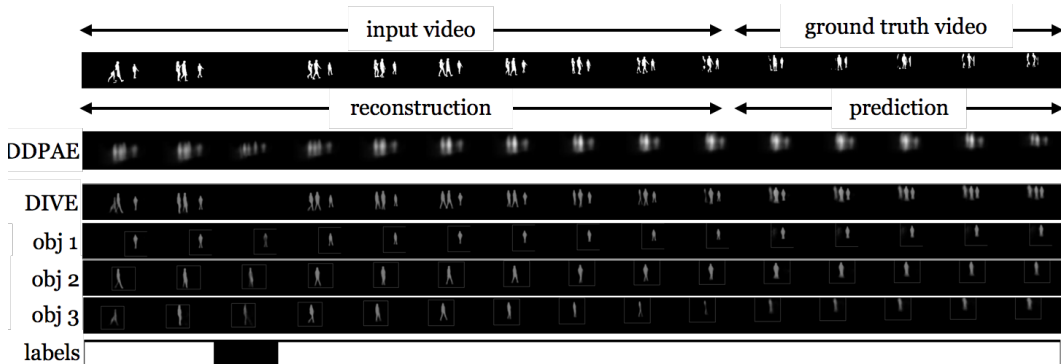 input video
ground truth video
reconstruction
prediction
DDPAE
DIVE
obj 1
obj 2
obj 3
labels